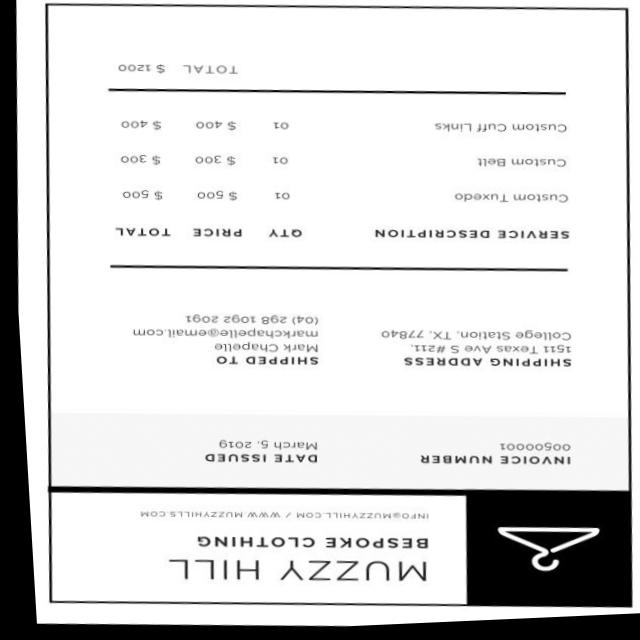 MUZZY HILL
BESPOKE CLOTHING
INFO@MUZZYHILL.COM / WWW.MUZZYHILLS.COM
INVOICE NUMBER
00500001
DATE ISSUED
March 5, 2019
SHIPPING ADDRESS
1511 Texas Ave S #211,
College Station, TX, 77840
SHIPPED TO
Mark Chapelle
markchapelle@email.com
(04) 298 1092 2091
SERVICE DESCRIPTION QTY PRICE TOTAL
Custom Tuxedo 01 $ 500 $ 500
Custom Belt 01 $ 300 $ 300
Custom Cuff Links 01 $ 400 $ 400
TOTAL $ 1200